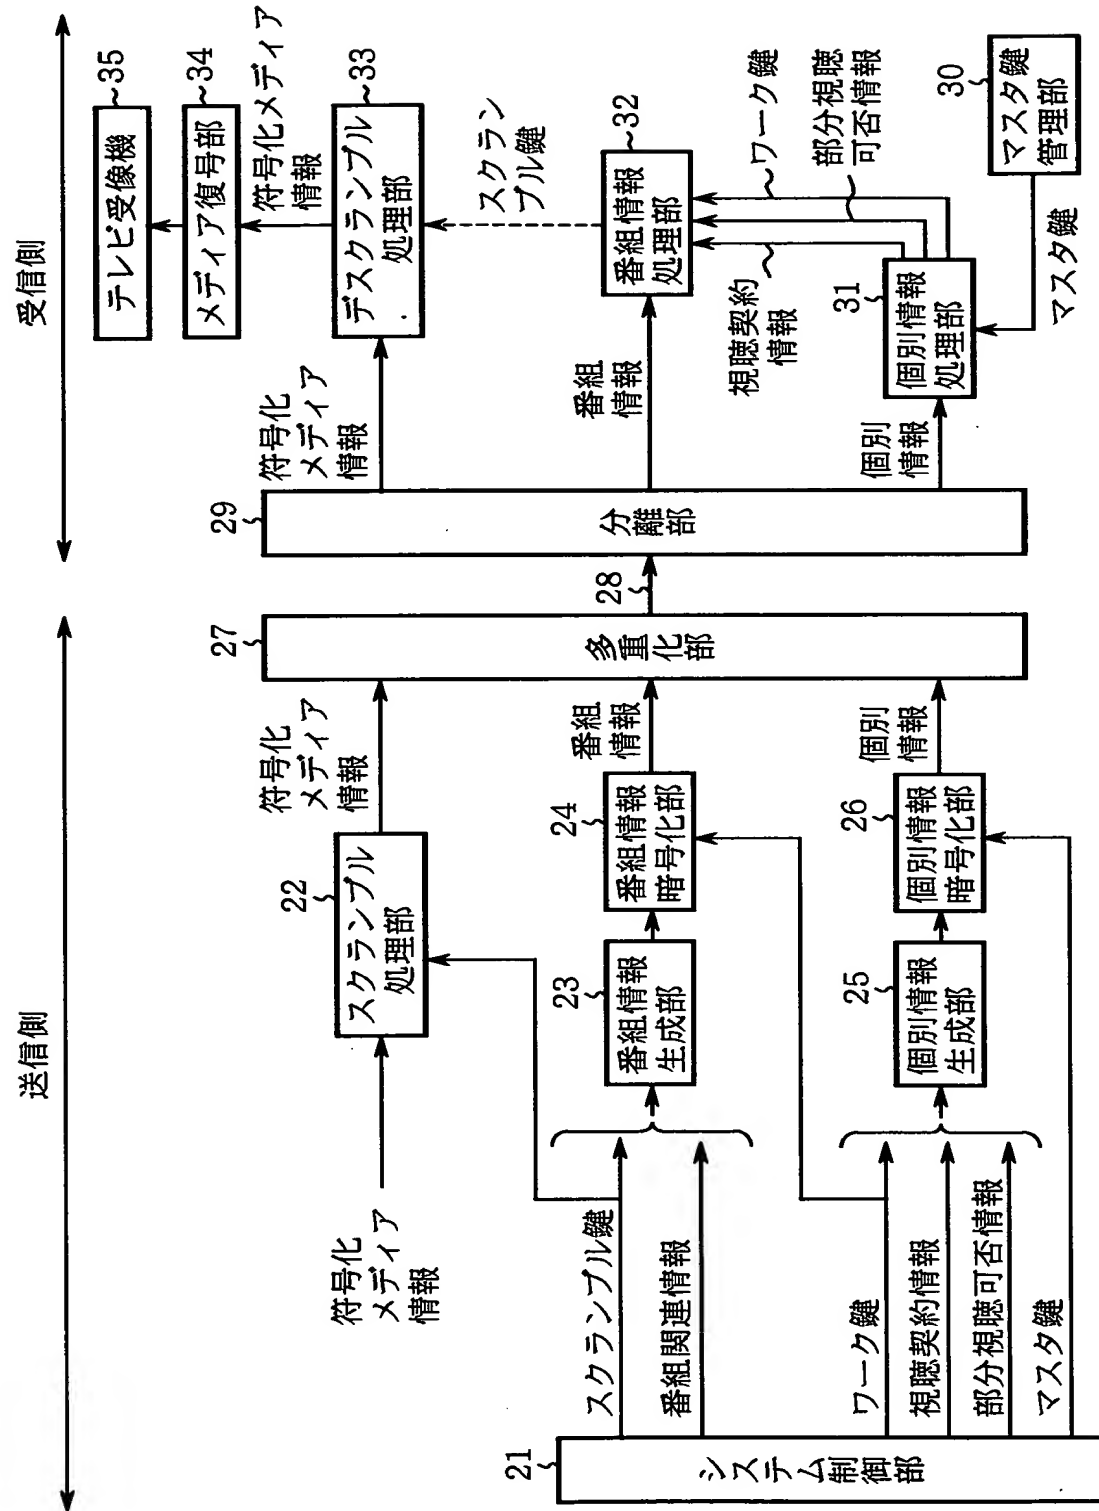 送信側
受信側
21
システム制御部
スクランブル鍵
番組関連情報
ワーク鍵
視聴契約情報
部分視聴可否情報
マスタ鍵
符号化
メディア
情報
22
スクランブル
処理部
23
番組情報
生成部
24
番組情報
暗号化部
25
個別情報
生成部
26
個別情報
暗号化部
符号化
メディア
情報
番組
情報
個別
情報
27
多重化部
28
29
分離部
符号化
メディア
情報
番組
情報
個別
情報
30
マスタ鍵
管理部
マスタ鍵
31
個別情報
処理部
視聴契約
情報
部分視聴
可否情報
ワーク鍵
32
番組情報
処理部
スクラン
ブル鍵
33
デスクランブル
処理部
符号化メディア
情報
34
メディア復号部
35
テレビ受像機